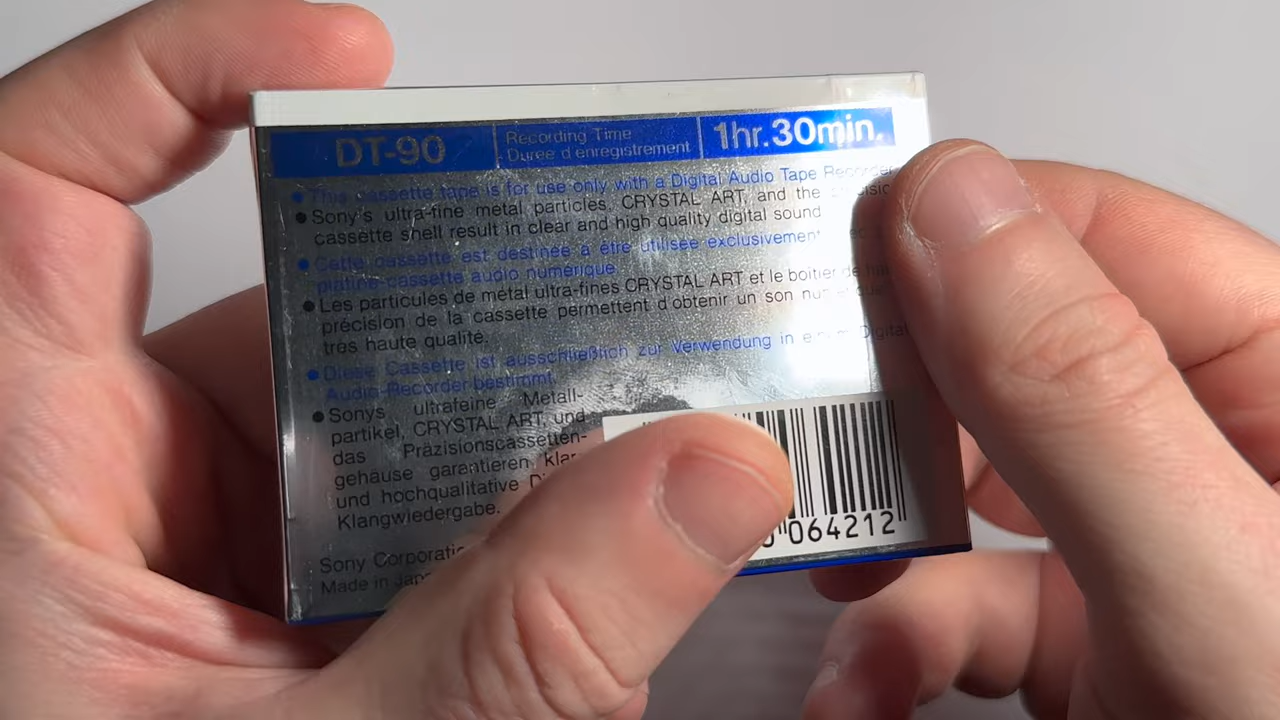 DT-90
Recording Time
Durée d'enregistrement
1hr.30min.
● This cassette tape is for use only with a Digital Audio Tape Recorder
● Sony's ultra-fine metal particles, CRYSTAL ART, and the
cassette shell result in clear and high quality digital sound
● Cette cassette est destinée à être utilisée exclusivement
platine-cassette audio numérique
● Les particules de métal ultra-fines CRYSTAL ART et le boîtier de
précision de la cassette permettent d'obtenir un son
très haute qualité.
● Diese Cassette ist ausschließlich zur Verwendung in Digital
Audio-Recorder bestimmt.
● Sonys ultrafeine Metall-
partikel, CRYSTAL ART, und
das Präzisionscassetten-
gehäuse garantieren
und hochqualitative
Klangwiedergabe.
Sony
Made in
064212